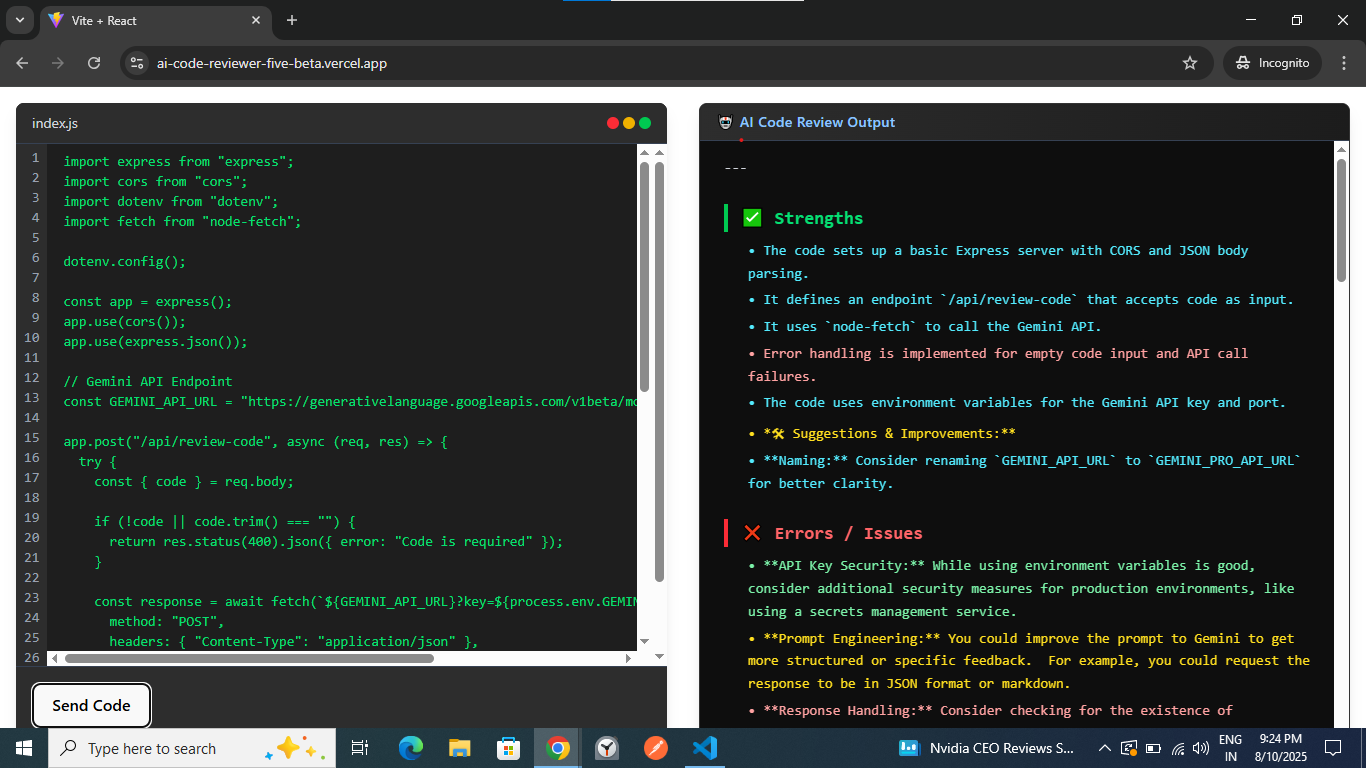 Vite + React
ai-code-reviewer-five-beta.vercel.app
Incognito
index.js
1 import express from "express";
2 import cors from "cors";
3 import dotenv from "dotenv";
4 import fetch from "node-fetch";
5
6 dotenv.config();
7
8 const app = express();
9 app.use(cors());
10 app.use(express.json());
11
12 // Gemini API Endpoint
13 const GEMINI_API_URL = "https://generativelanguage.googleapis.com/v1beta/mo
14
15 app.post("/api/review-code", async (req, res) => {
16 try {
17 const { code } = req.body;
18
19 if (!code || code.trim() === "") {
20 return res.status(400).json({ error: "Code is required" });
21 }
22
23 const response = await fetch(`${GEMINI_API_URL}?key=${process.env.GEMIN
24 method: "POST",
25 headers: { "Content-Type": "application/json" },
26
Send Code
AI Code Review Output
---
✅ Strengths
• The code sets up a basic Express server with CORS and JSON body
parsing.
• It defines an endpoint `/api/review-code` that accepts code as input.
• It uses `node-fetch` to call the Gemini API.
• Error handling is implemented for empty code input and API call
failures.
• The code uses environment variables for the Gemini API key and port.
• **🛠 Suggestions & Improvements:**
• **Naming:** Consider renaming `GEMINI_API_URL` to `GEMINI_PRO_API_URL`
for better clarity.
❌ Errors / Issues
• **API Key Security:** While using environment variables is good,
consider additional security measures for production environments, like
using a secrets management service.
• **Prompt Engineering:** You could improve the prompt to Gemini to get
more structured or specific feedback.  For example, you could request the
response to be in JSON format or markdown.
• **Response Handling:** Consider checking for the existence of
Type here to search
Nvidia CEO Reviews S...
ENG
IN
9:24 PM
8/10/2025